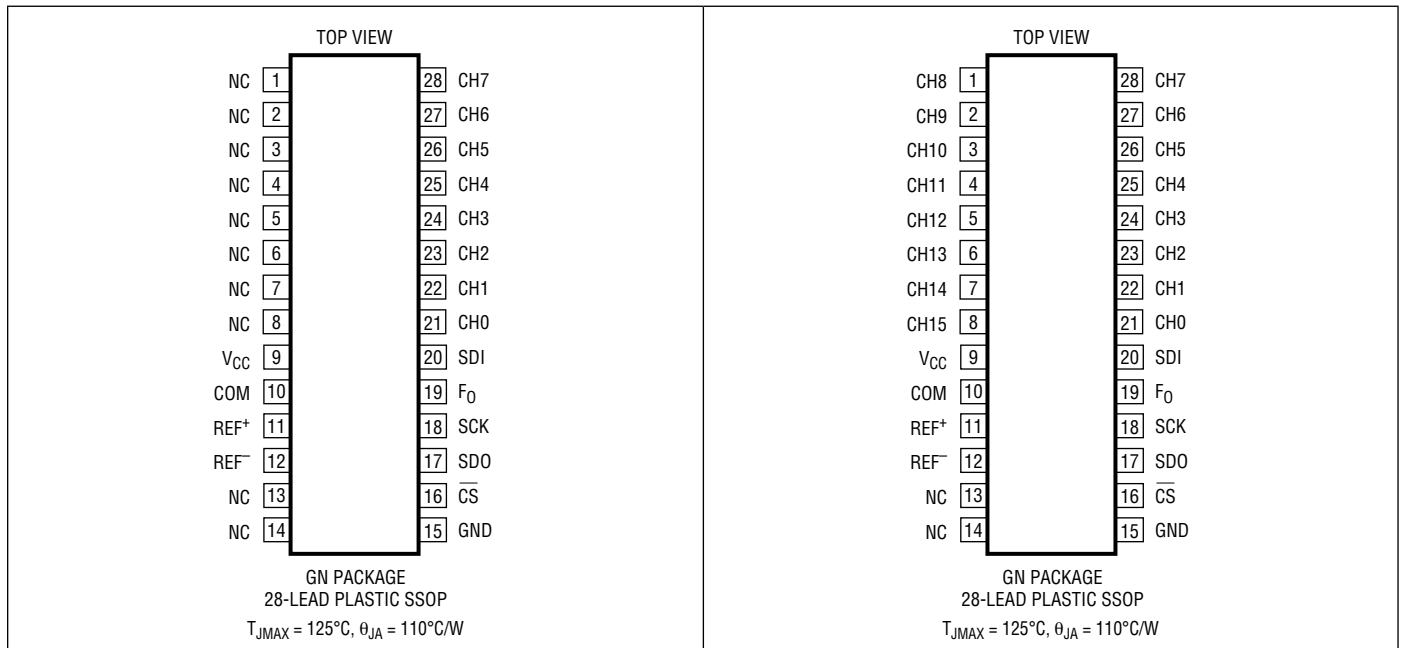 TOP VIEW
NC 1 28 CH7
NC 2 27 CH6
NC 3 26 CH5
NC 4 25 CH4
NC 5 24 CH3
NC 6 23 CH2
NC 7 22 CH1
NC 8 21 CH0
VCC 9 20 SDI
COM 10 19 FO
REF+ 11 18 SCK
REF– 12 17 SDO
NC 13 16 C̅S̅
NC 14 15 GND
GN PACKAGE
28-LEAD PLASTIC SSOP
TJMAX = 125°C, θJA = 110°C/W
TOP VIEW
CH8 1 28 CH7
CH9 2 27 CH6
CH10 3 26 CH5
CH11 4 25 CH4
CH12 5 24 CH3
CH13 6 23 CH2
CH14 7 22 CH1
CH15 8 21 CH0
VCC 9 20 SDI
COM 10 19 FO
REF+ 11 18 SCK
REF– 12 17 SDO
NC 13 16 C̅S̅
NC 14 15 GND
GN PACKAGE
28-LEAD PLASTIC SSOP
TJMAX = 125°C, θJA = 110°C/W